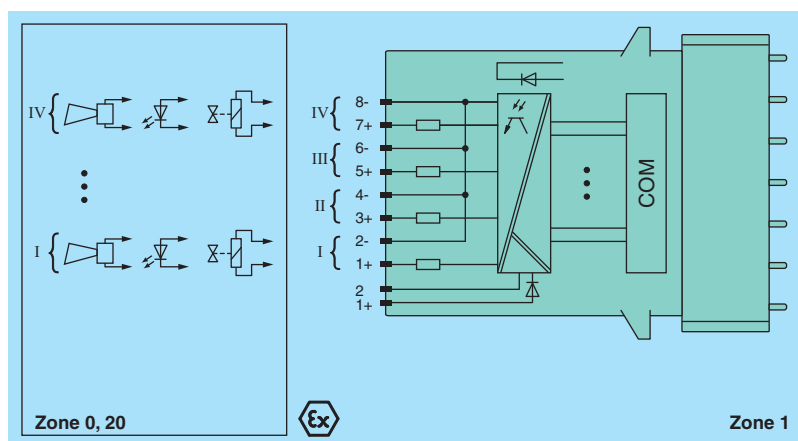 IV
I
Zone 0, 20
IV
8-
7+
III
6-
5+
II
4-
3+
I
2-
1+
2
1+
COM
εx
Zone 1